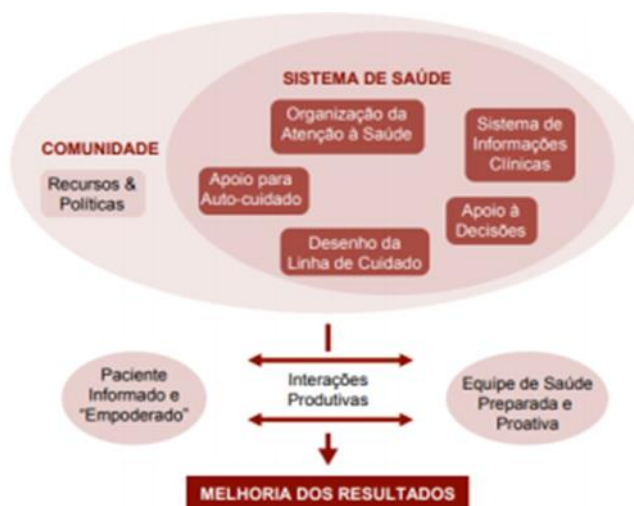 SISTEMA DE SAÚDE
Organização da
Atenção à Saúde
Sistema de
Informações
Clínicas
COMUNIDADE
Recursos &
Políticas
Apoio para
Auto-cuidado
Apoio à
Decisões
Desenho da
Linha de Cuidado
Paciente
Informado e
“Empoderado”
Interações
Produtivas
Equipe de Saúde
Preparada e
Proativa
MELHORIA DOS RESULTADOS